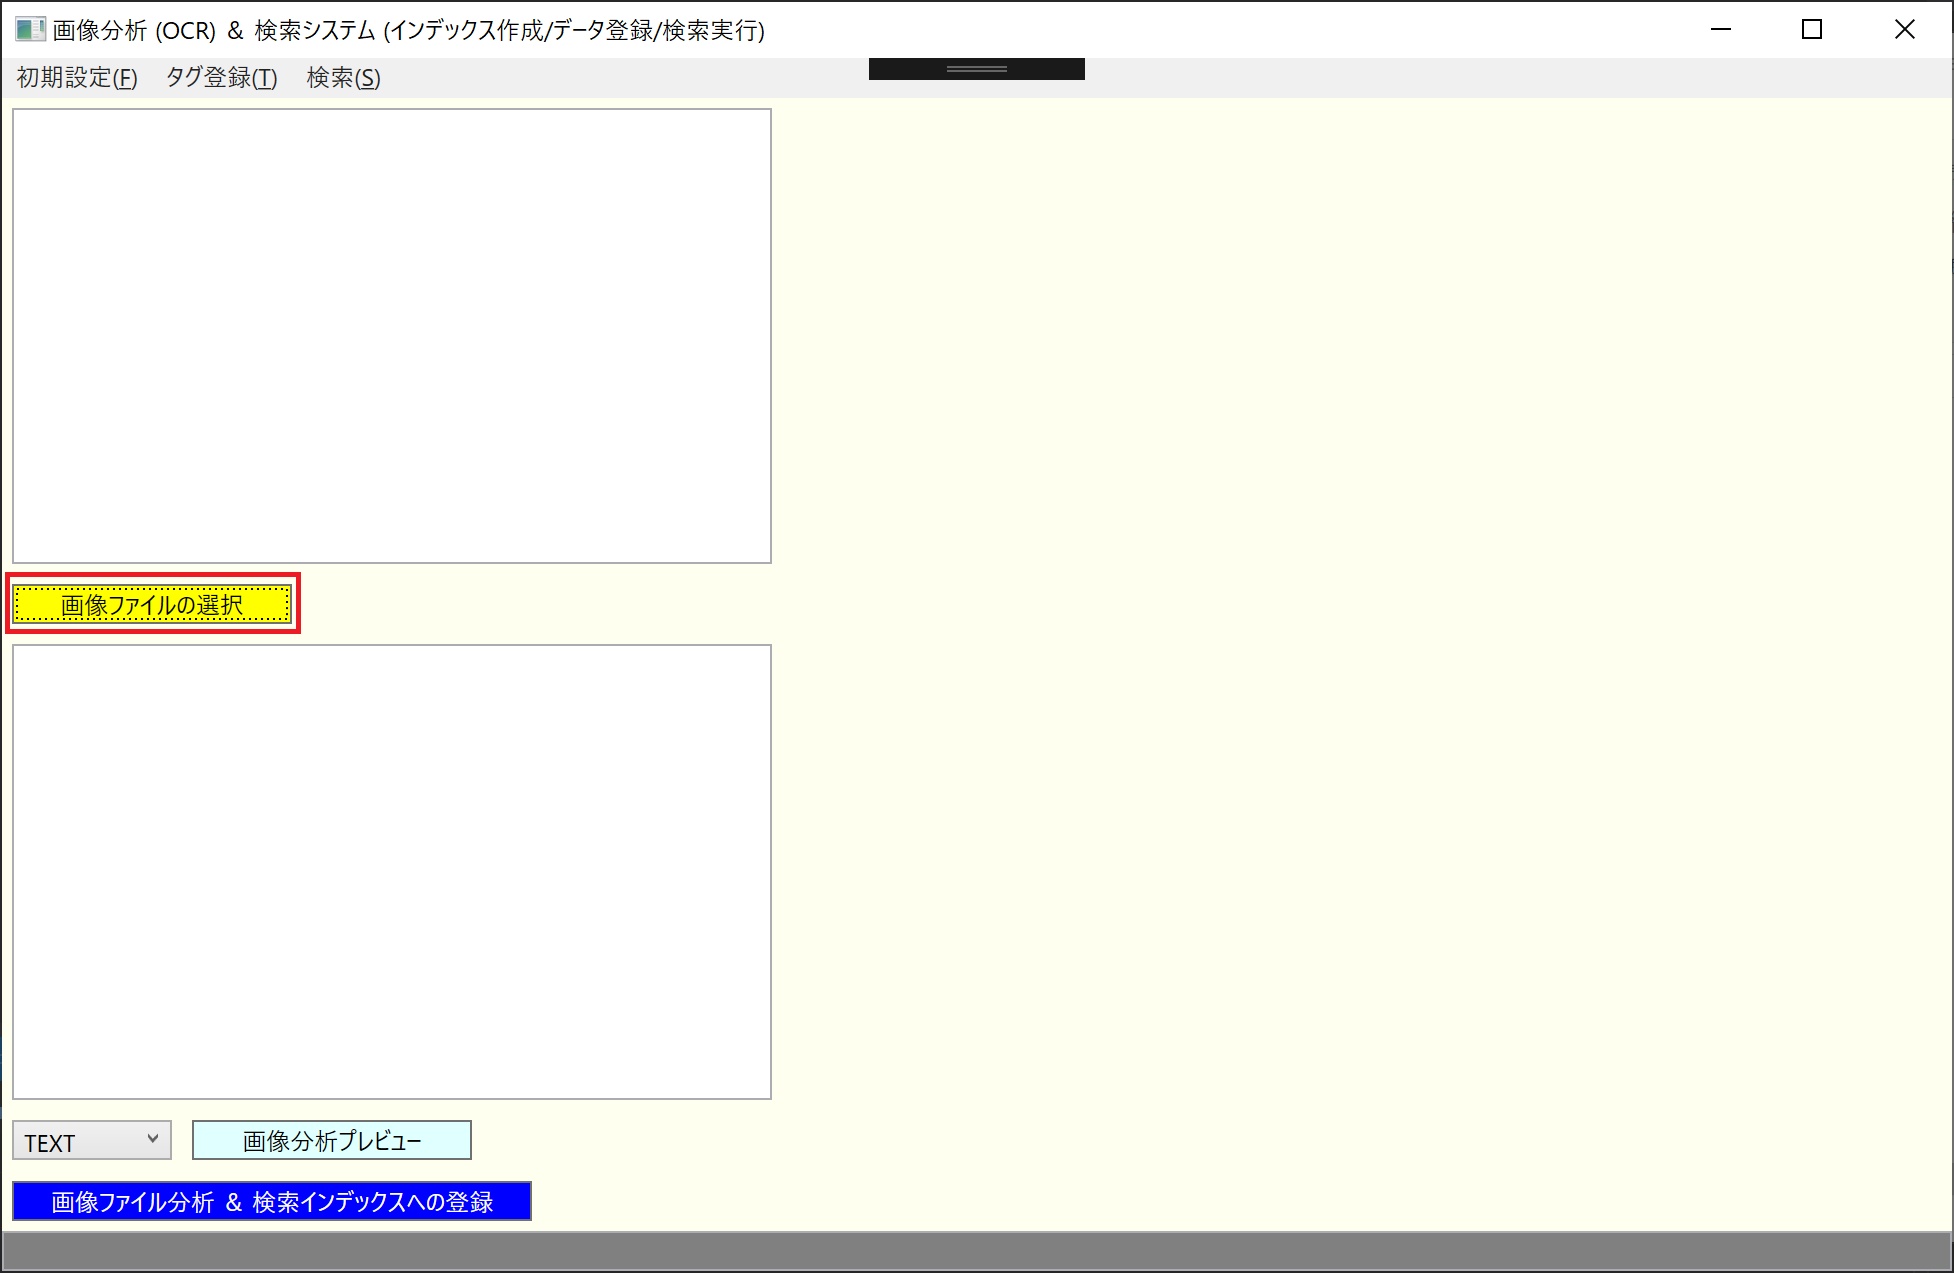 画像分析 (OCR) ＆ 検索システム (インデックス作成/データ登録/検索実行)
初期設定(F) タグ登録(T) 検索(S)
画像ファイルの選択
TEXT 画像分析プレビュー
画像ファイル分析 ＆ 検索インデックスへの登録